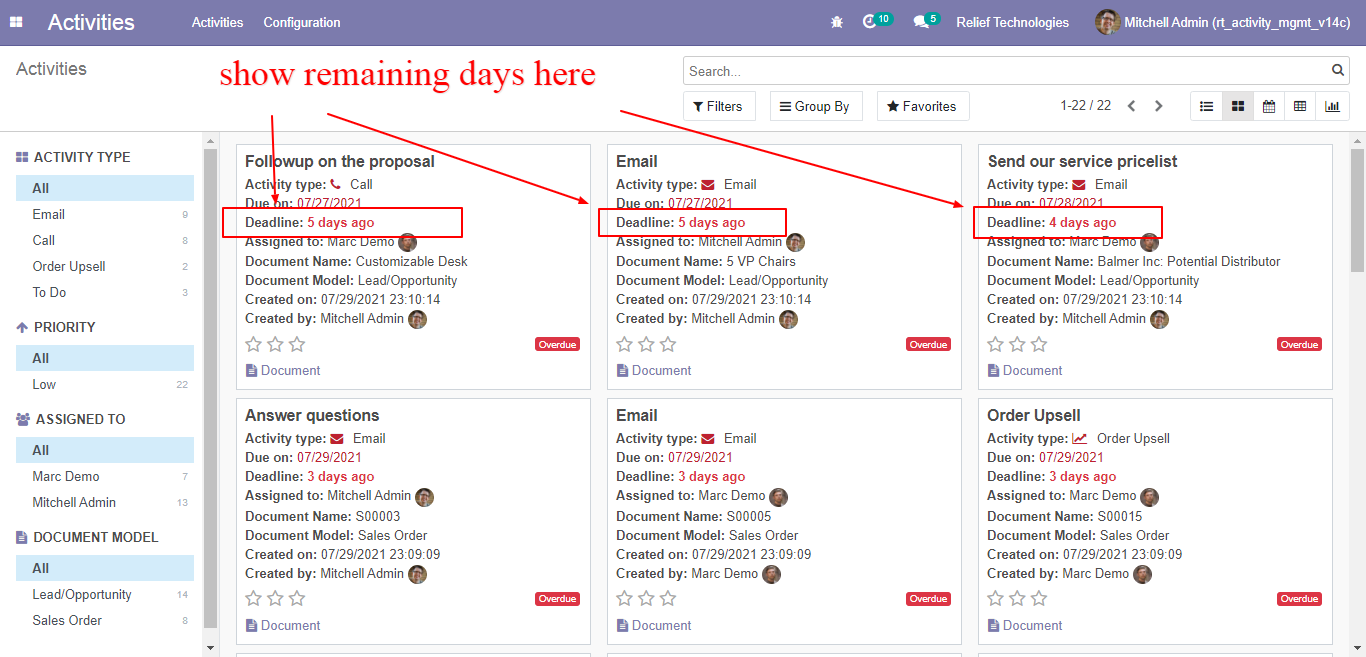 Activities
Activities Configuration
10 5 Relief Technologies Mitchell Admin (rt_activity_mgmt_v14c)
Activities
show remaining days here
Search...
Filters Group By Favorites
1-22 / 22
ACTIVITY TYPE
All
Email 9
Call 8
Order Upsell 2
To Do 3
PRIORITY
All
Low 22
ASSIGNED TO
All
Marc Demo 7
Mitchell Admin 13
DOCUMENT MODEL
All
Lead/Opportunity 14
Sales Order 8
Followup on the proposal
Activity type: Call
Due on: 07/27/2021
Deadline: 5 days ago
Assigned to: Marc Demo
Document Name: Customizable Desk
Document Model: Lead/Opportunity
Created on: 07/29/2021 23:10:14
Created by: Mitchell Admin
Overdue
Document
Email
Activity type: Email
Due on: 07/27/2021
Deadline: 5 days ago
Assigned to: Mitchell Admin
Document Name: 5 VP Chairs
Document Model: Lead/Opportunity
Created on: 07/29/2021 23:10:14
Created by: Mitchell Admin
Overdue
Document
Send our service pricelist
Activity type: Email
Due on: 07/28/2021
Deadline: 4 days ago
Assigned to: Marc Demo
Document Name: Balmer Inc: Potential Distributor
Document Model: Lead/Opportunity
Created on: 07/29/2021 23:10:14
Created by: Mitchell Admin
Overdue
Document
Answer questions
Activity type: Email
Due on: 07/29/2021
Deadline: 3 days ago
Assigned to: Mitchell Admin
Document Name: S00003
Document Model: Sales Order
Created on: 07/29/2021 23:09:09
Created by: Mitchell Admin
Overdue
Document
Email
Activity type: Email
Due on: 07/29/2021
Deadline: 3 days ago
Assigned to: Marc Demo
Document Name: S00005
Document Model: Sales Order
Created on: 07/29/2021 23:09:09
Created by: Marc Demo
Overdue
Document
Order Upsell
Activity type: Order Upsell
Due on: 07/29/2021
Deadline: 3 days ago
Assigned to: Marc Demo
Document Name: S00015
Document Model: Sales Order
Created on: 07/29/2021 23:09:09
Created by: Marc Demo
Overdue
Document